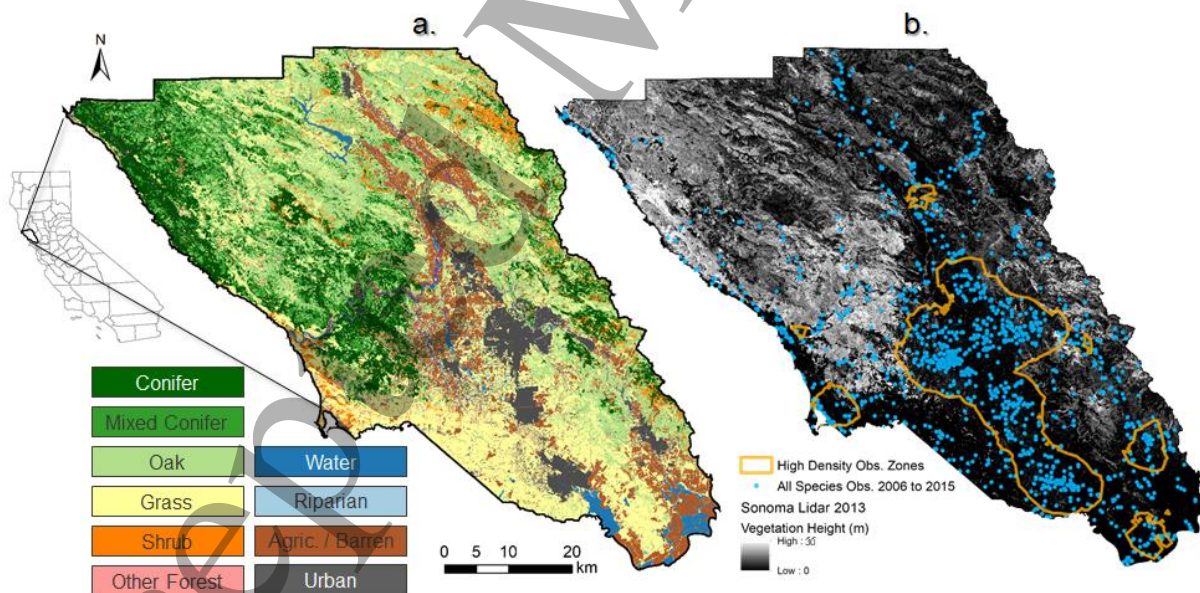 a.
b.
N
Conifer
Mixed Conifer
Oak
Grass
Shrub
Other Forest
Water
Riparian
Agric. / Barren
Urban
0 5 10 20
km
High Density Obs. Zones
All Species Obs. 2006 to 2015
Sonoma Lidar 2013
Vegetation Height (m)
High :
Low : 0